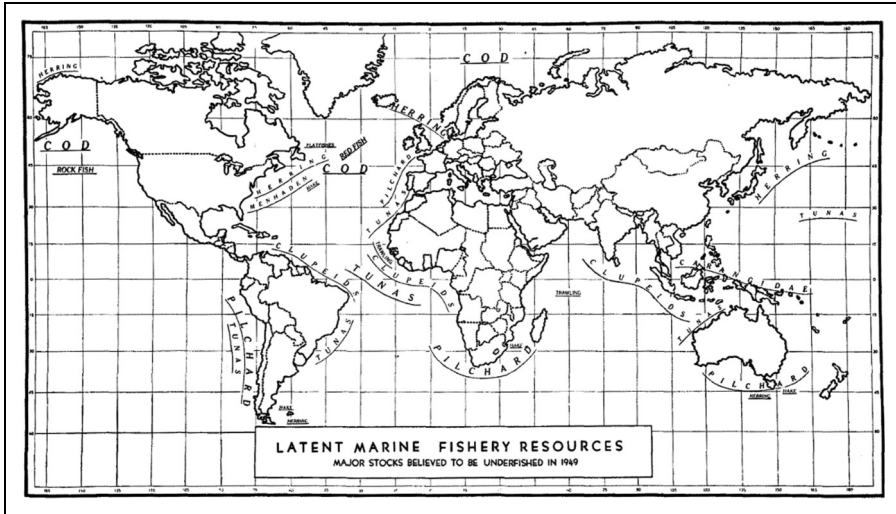 HERRING
COD
ROCK FISH
COD
HERRING
FLATFISHES
RED FISH
COD
HERRING
MENHADEN
HAKE
PILCHARD
TUNAS
HERRING
TUNAS
CLUPEIDS
TRAWLING
CLUPEIDS
TUNAS
TRAWLING
CLUPEIDS
CARANGIDAE
TUNAS
PILCHARD
TUNAS
TUNAS
PILCHARD
HAKE
PILCHARD
HERRING
HAKE
HAKE
HERRING
LATENT MARINE FISHERY RESOURCES
MAJOR STOCKS BELIEVED TO BE UNDERFISHED IN 1949